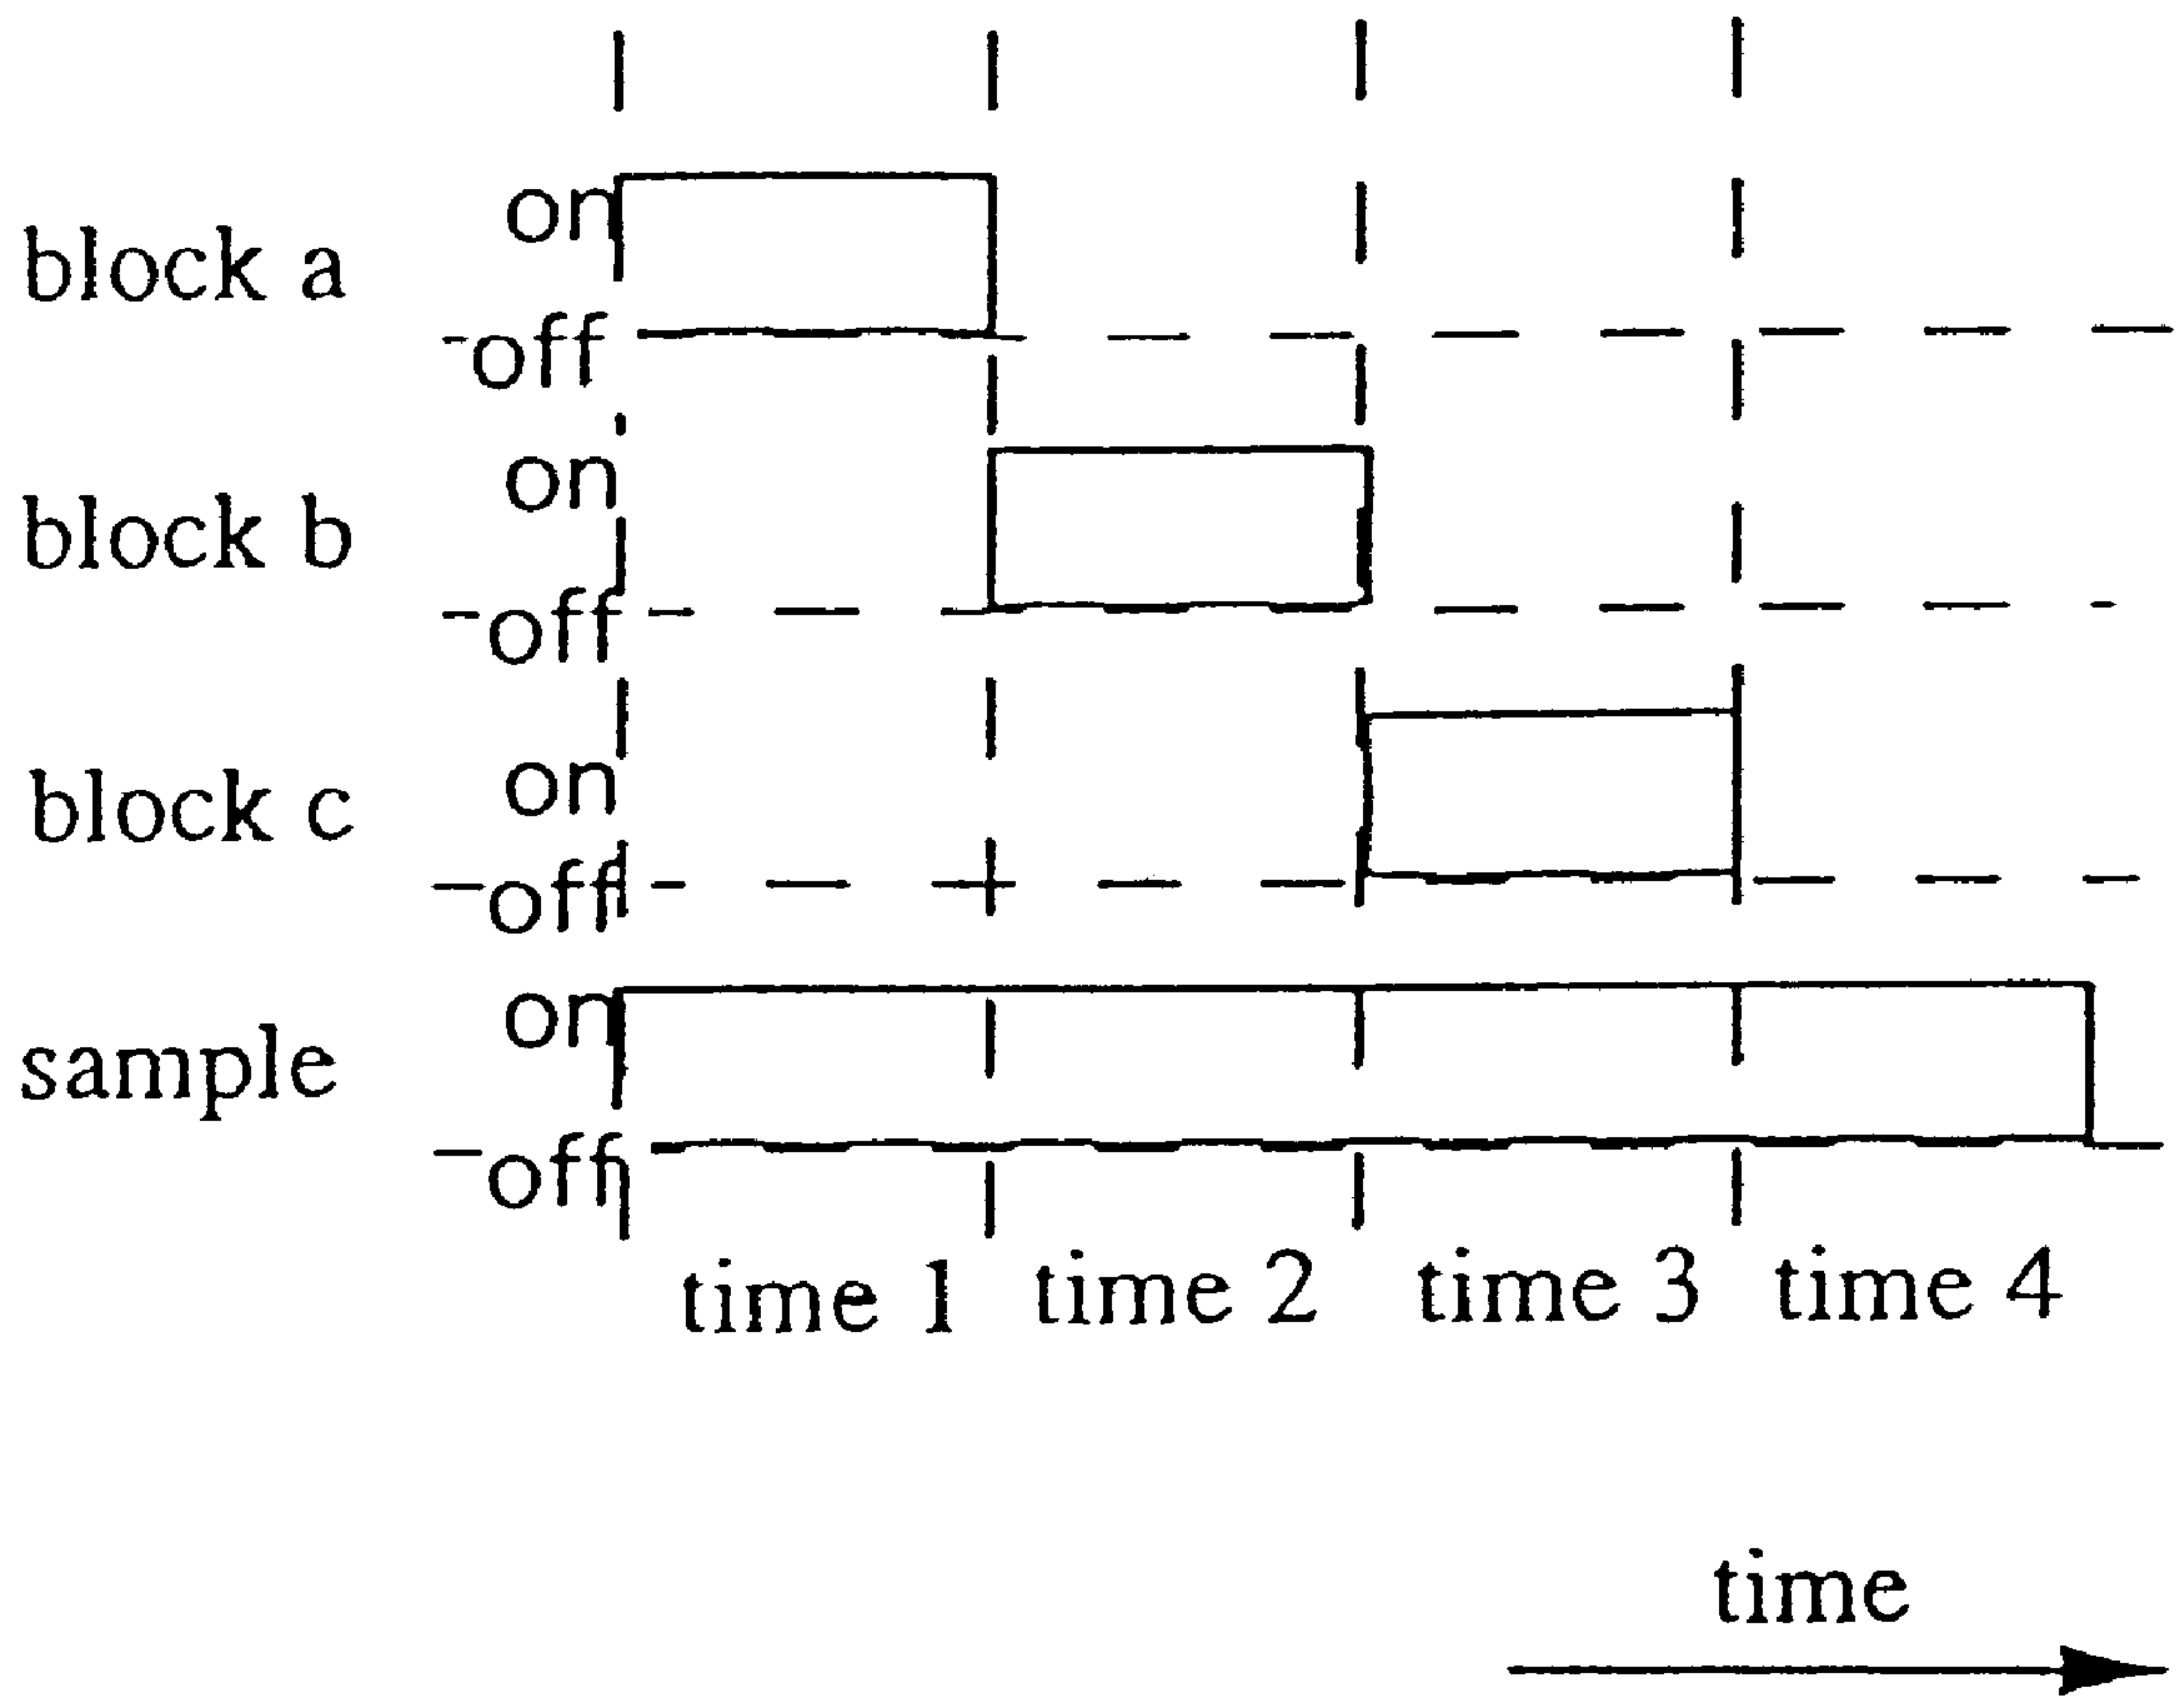 on
block a
off
on
block b
off
on
block c
off
on
sample
off
time 1 time 2 time 3 time 4
time